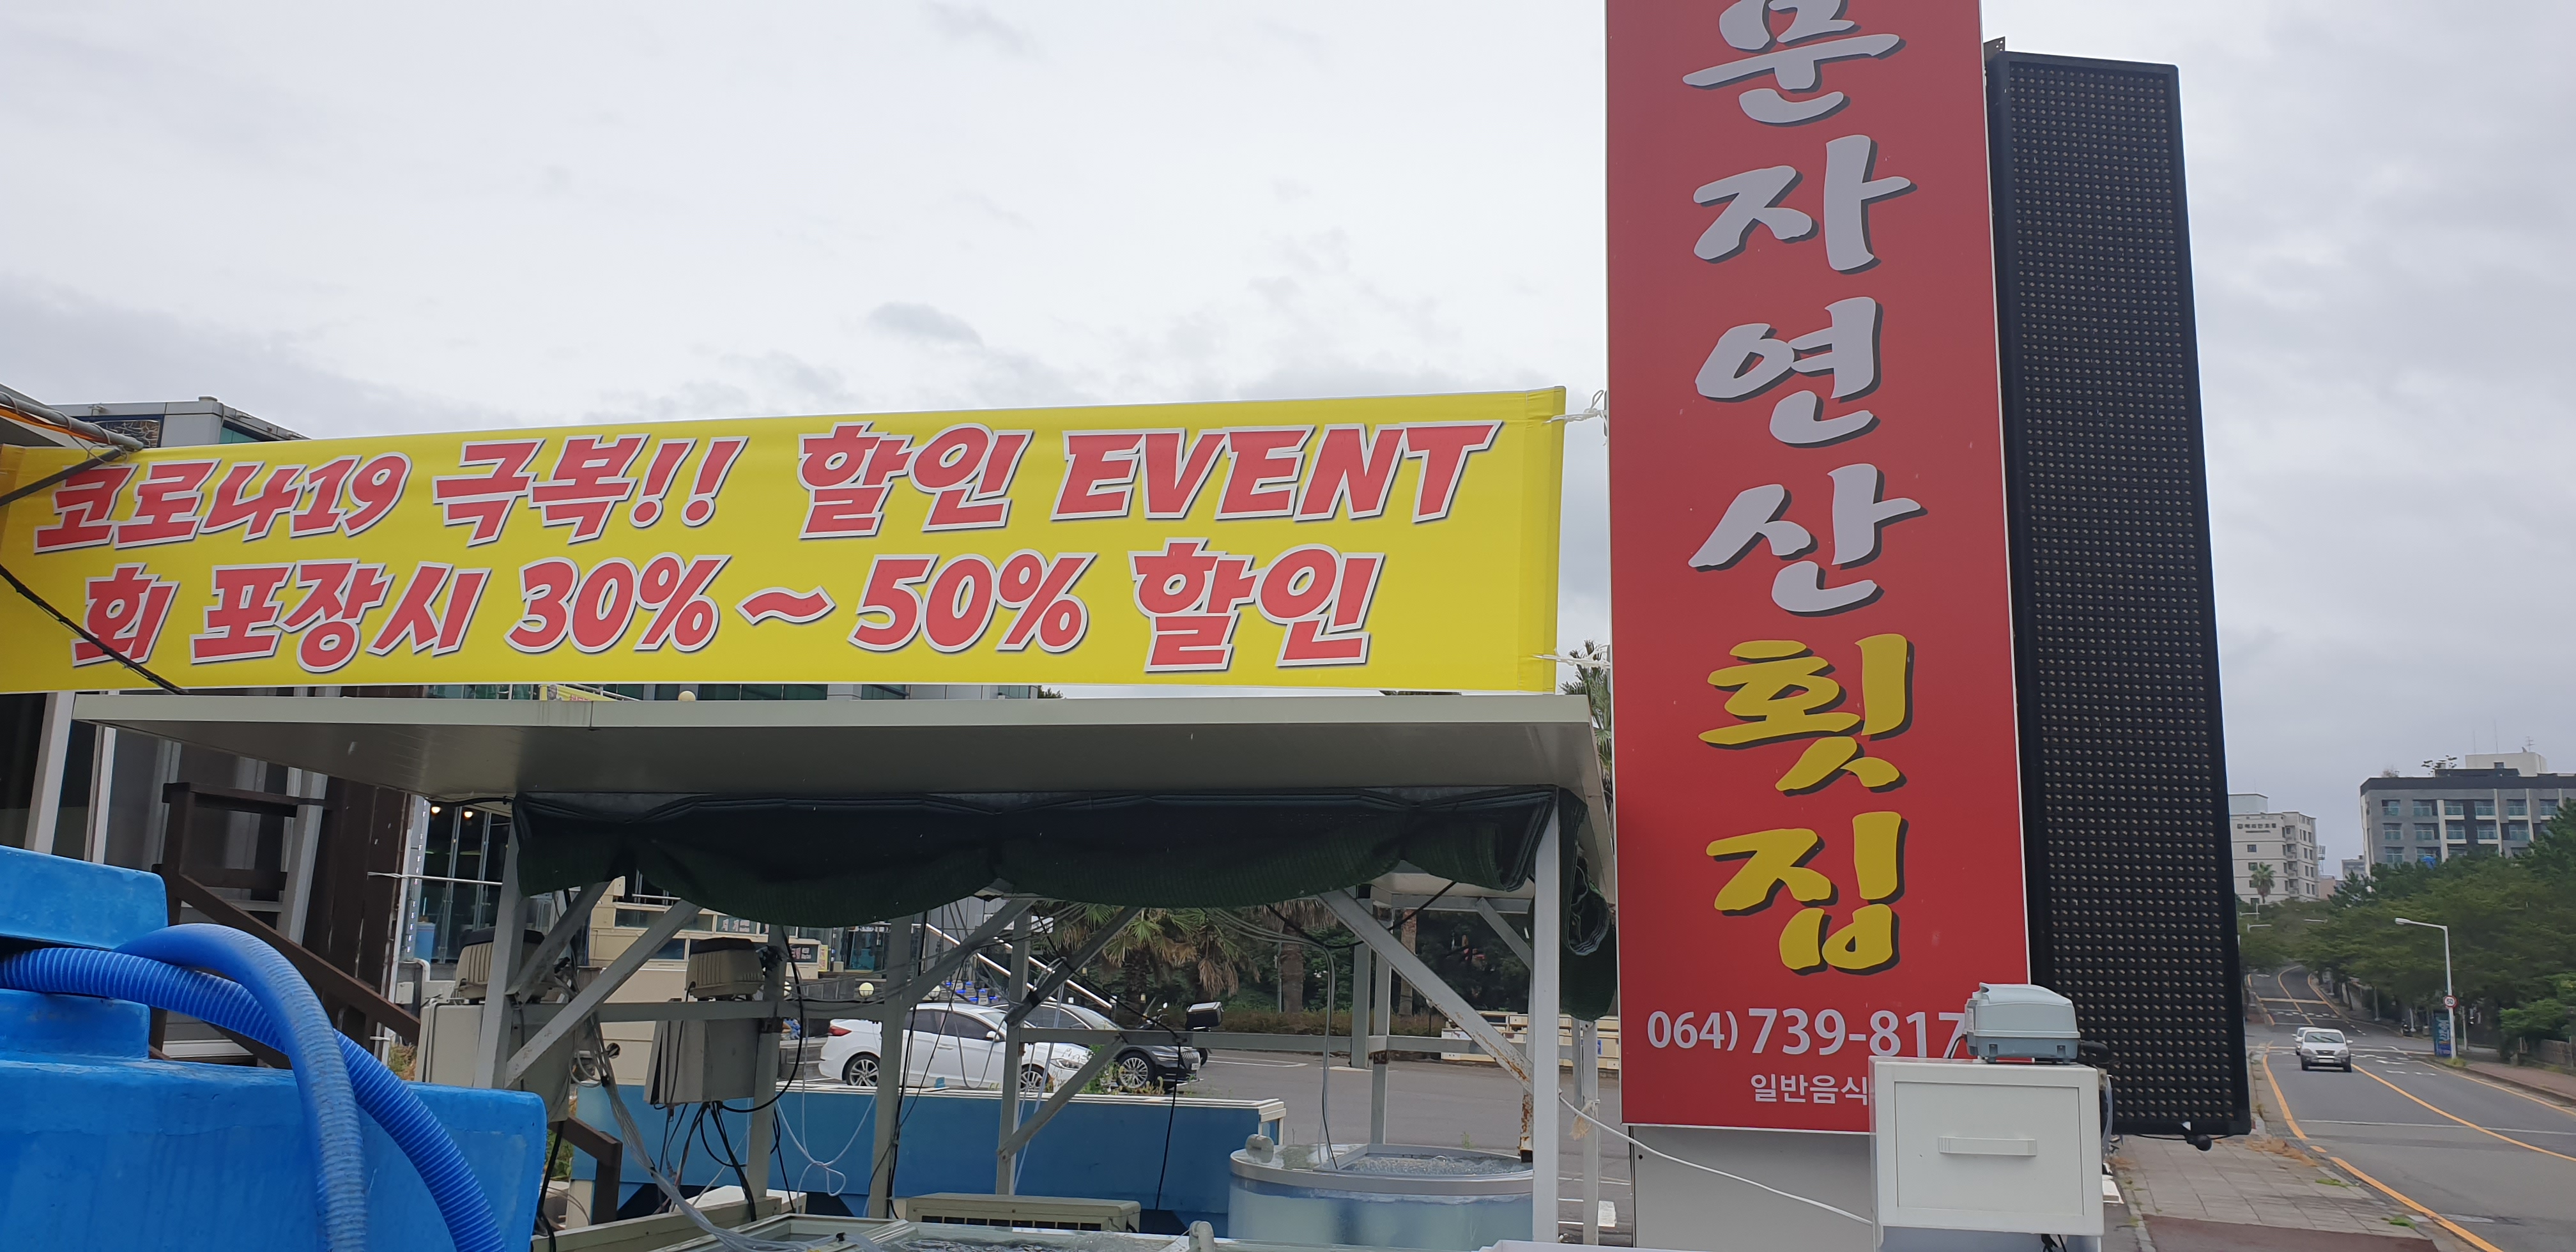 코로나19 극복!! 할인 EVENT
회 포장시 30%~50% 할인
문자연산횟집
064) 739-817
일반음식